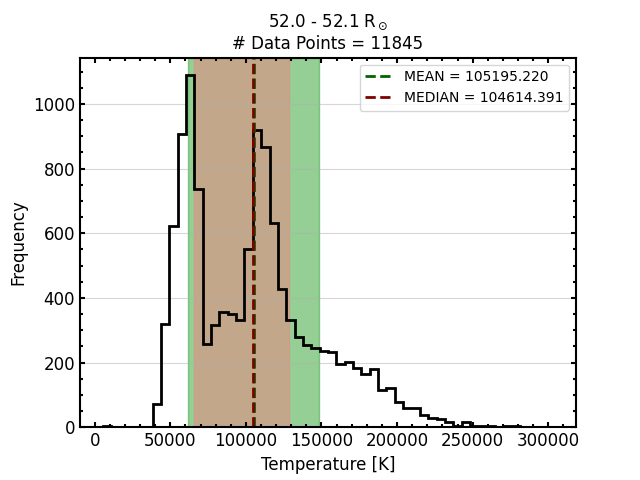 52.0 - 52.1 R⊙
# Data Points = 11845
MEAN = 105195.220
MEDIAN = 104614.391
1000
800
600
400
200
0
Frequency
0 50000 100000 150000 200000 250000 300000
Temperature [K]